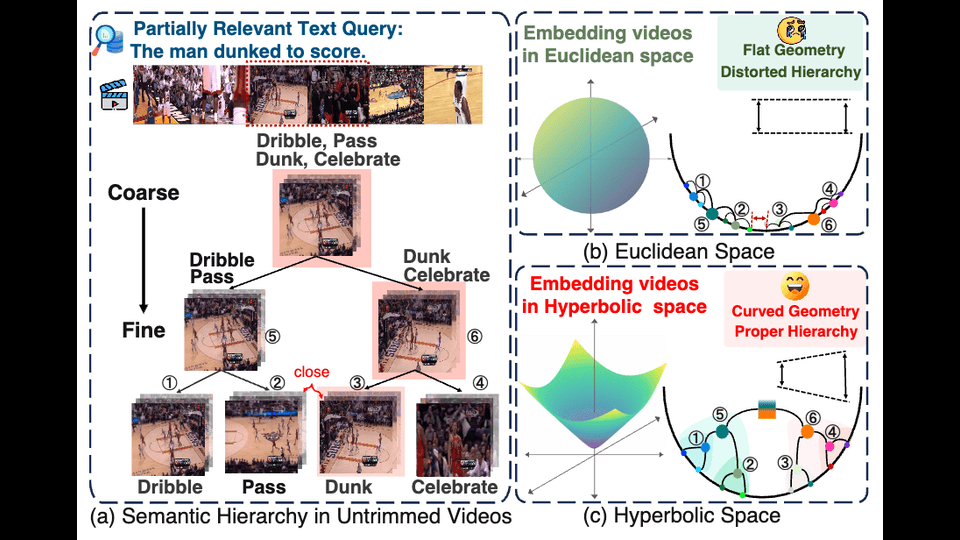 Partially Relevant Text Query:
The man dunked to score.
Dribble, Pass
Dunk, Celebrate
Coarse
Fine
Dribble
Pass
Dunk
Celebrate
⑤
⑥
①
②
close
③
④
Dribble
Pass
Dunk
Celebrate
(a) Semantic Hierarchy in Untrimmed Videos
Embedding videos
in Euclidean space
Flat Geometry
Distorted Hierarchy
①
②
③
④
⑤
⑥
(b) Euclidean Space
Embedding videos
in Hyperbolic space
Curved Geometry
Proper Hierarchy
⑤
⑥
①
④
②
③
(c) Hyperbolic Space